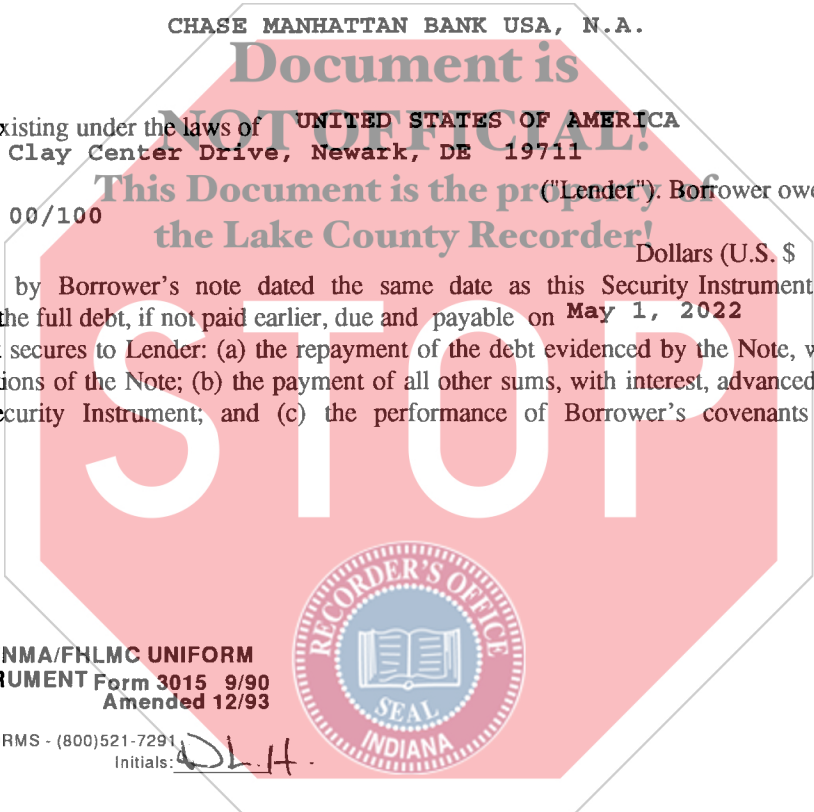 CHASE MANHATTAN BANK USA, N.A.
Document is
NOT OFFICIAL!
xisting under the laws of UNITED STATES OF AMERICA
Clay Center Drive, Newark, DE 19711
This Document is the property of
("Lender"). Borrower owe
00/100
the Lake County Recorder!
Dollars (U.S. $
by Borrower's note dated the same date as this Security Instrument
the full debt, if not paid earlier, due and payable on May 1, 2022
secures to Lender: (a) the repayment of the debt evidenced by the Note, w
ions of the Note; (b) the payment of all other sums, with interest, advanced
ecurity Instrument; and (c) the performance of Borrower's covenants
STOP
RECORDER'S OFFICE
SEAL
INDIANA
NMA/FHLMC UNIFORM
RUMENT Form 3015 9/90
Amended 12/93
RMS - (800)521-7291
Initials: DLH.